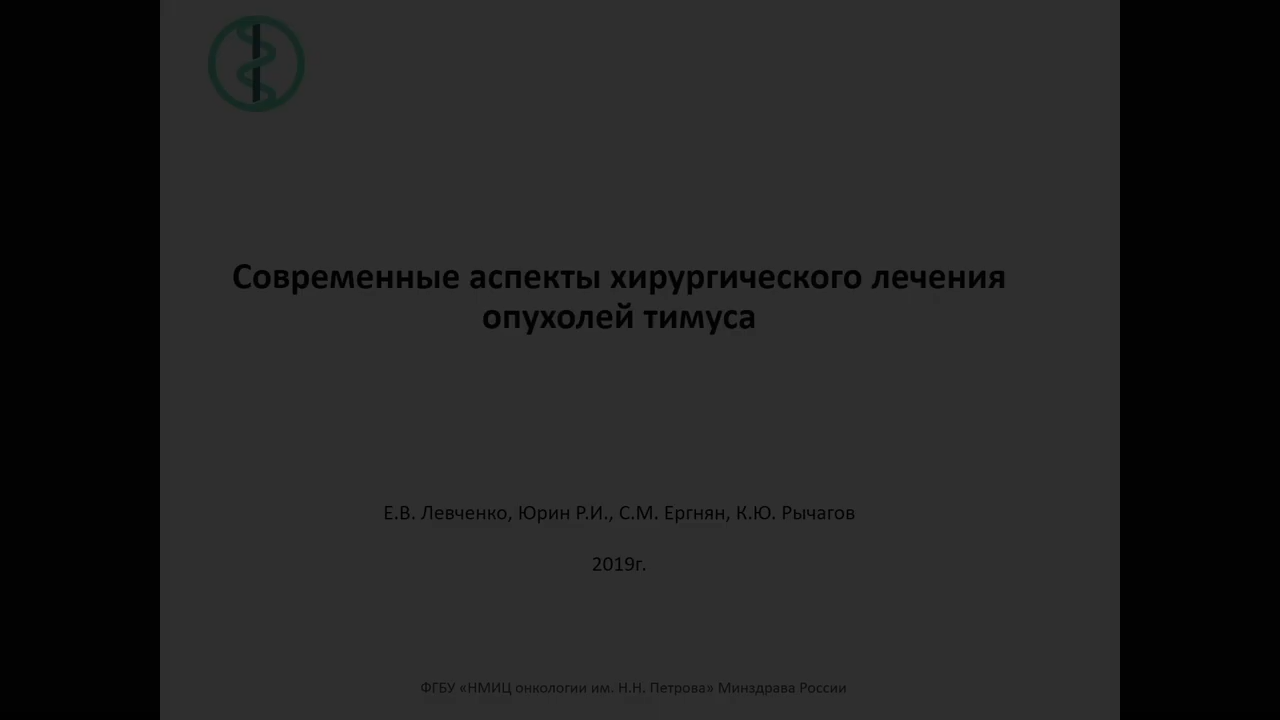 Современные аспекты хирургического лечения
опухолей тимуса
Е.В. Левченко, Юрин Р.И., С.М. Ергнян, К.Ю. Рычагов
2019г.
ФГБУ «НМИЦ онкологии им. Н.Н. Петрова» Минздрава России